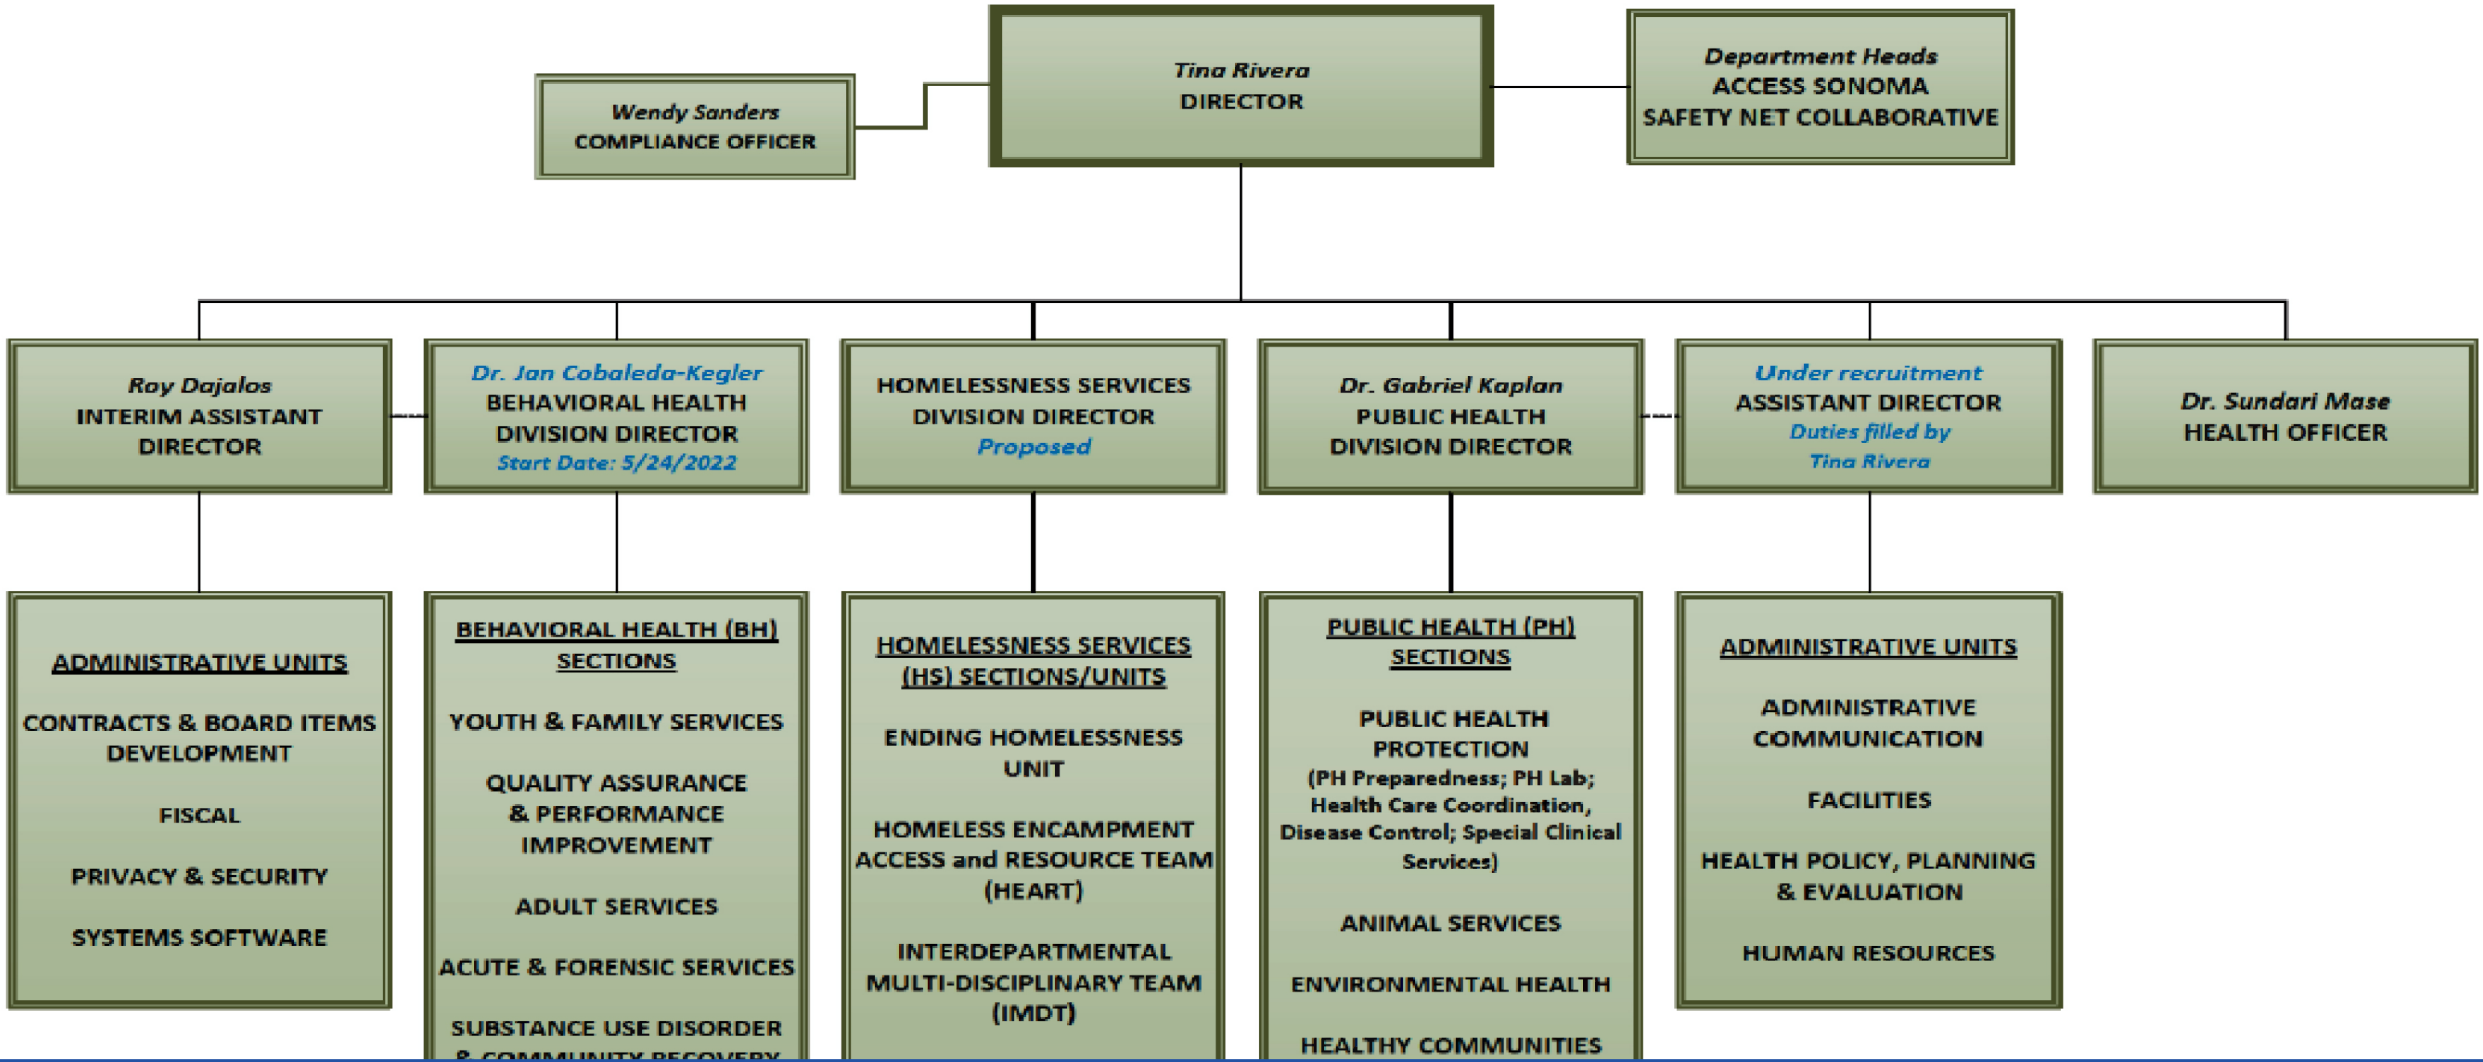 Tina Rivera
DIRECTOR
Wendy Sanders
COMPLIANCE OFFICER
Department Heads
ACCESS SONOMA
SAFETY NET COLLABORATIVE
Roy Dajalos
INTERIM ASSISTANT
DIRECTOR
Dr. Jan Cobaleda-Kegler
BEHAVIORAL HEALTH
DIVISION DIRECTOR
Start Date: 5/24/2022
HOMELESSNESS SERVICES
DIVISION DIRECTOR
Proposed
Dr. Gabriel Kaplan
PUBLIC HEALTH
DIVISION DIRECTOR
Under recruitment
ASSISTANT DIRECTOR
Duties filled by
Tina Rivera
Dr. Sundari Mase
HEALTH OFFICER
ADMINISTRATIVE UNITS
CONTRACTS & BOARD ITEMS
DEVELOPMENT
FISCAL
PRIVACY & SECURITY
SYSTEMS SOFTWARE
BEHAVIORAL HEALTH (BH)
SECTIONS
YOUTH & FAMILY SERVICES
QUALITY ASSURANCE
& PERFORMANCE
IMPROVEMENT
ADULT SERVICES
ACUTE & FORENSIC SERVICES
SUBSTANCE USE DISORDER
& COMMUNITY RECOVERY
HOMELESSNESS SERVICES
(HS) SECTIONS/UNITS
ENDING HOMELESSNESS
UNIT
HOMELESS ENCAMPMENT
ACCESS and RESOURCE TEAM
(HEART)
INTERDEPARTMENTAL
MULTI-DISCIPLINARY TEAM
(IMDT)
PUBLIC HEALTH (PH)
SECTIONS
PUBLIC HEALTH
PROTECTION
(PH Preparedness; PH Lab;
Health Care Coordination,
Disease Control; Special Clinical
Services)
ANIMAL SERVICES
ENVIRONMENTAL HEALTH
HEALTHY COMMUNITIES
ADMINISTRATIVE UNITS
ADMINISTRATIVE
COMMUNICATION
FACILITIES
HEALTH POLICY, PLANNING
& EVALUATION
HUMAN RESOURCES